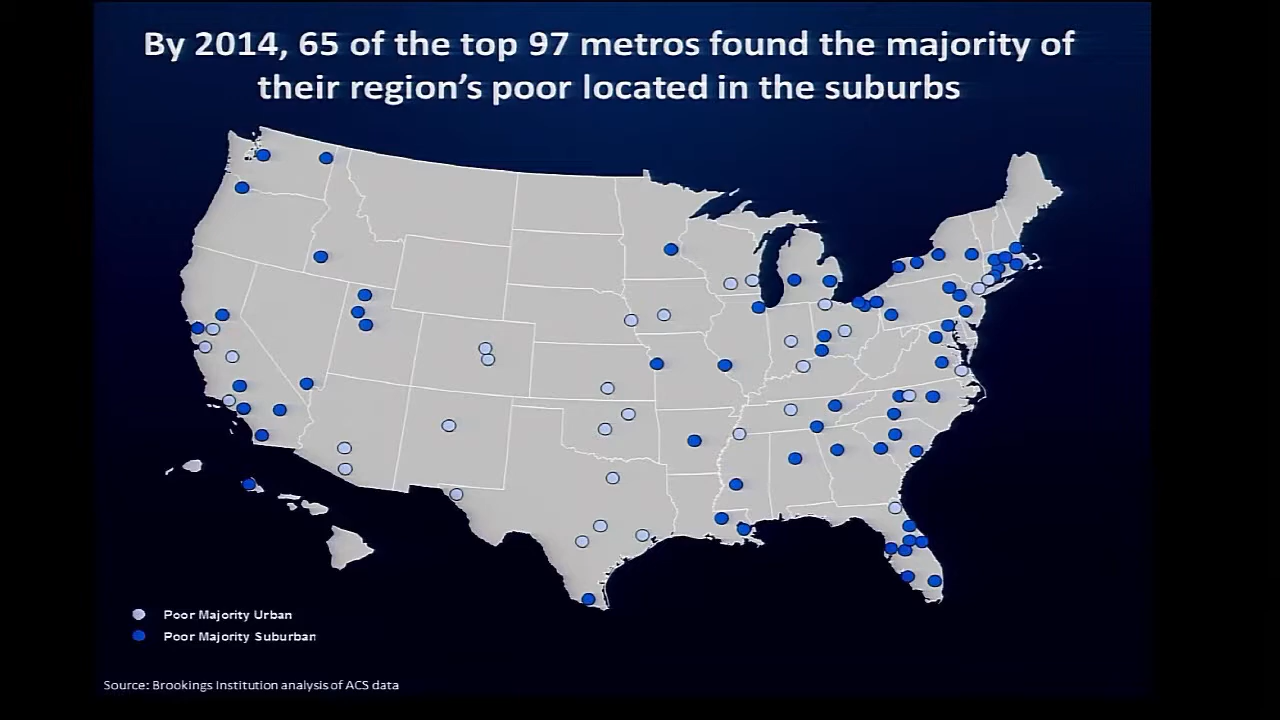 By 2014, 65 of the top 97 metros found the majority of
their region's poor located in the suburbs
Poor Majority Urban
Poor Majority Suburban
Source: Brookings Institution analysis of ACS data